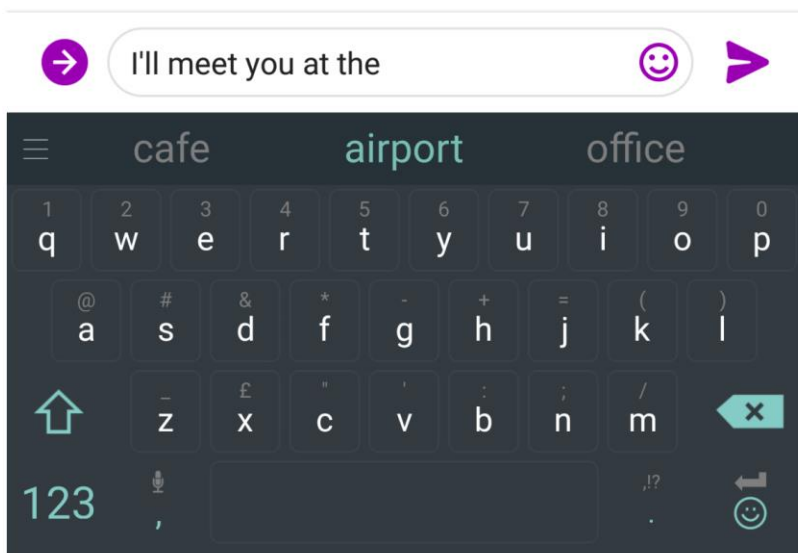 I'll meet you at the
cafe airport office
1 2 3 4 5 6 7 8 9 0
q w e r t y u i o p
@ # & * - + = ( )
a s d f g h j k l
_ £ " ' : ; /
z x c v b n m
123 , ,!? .